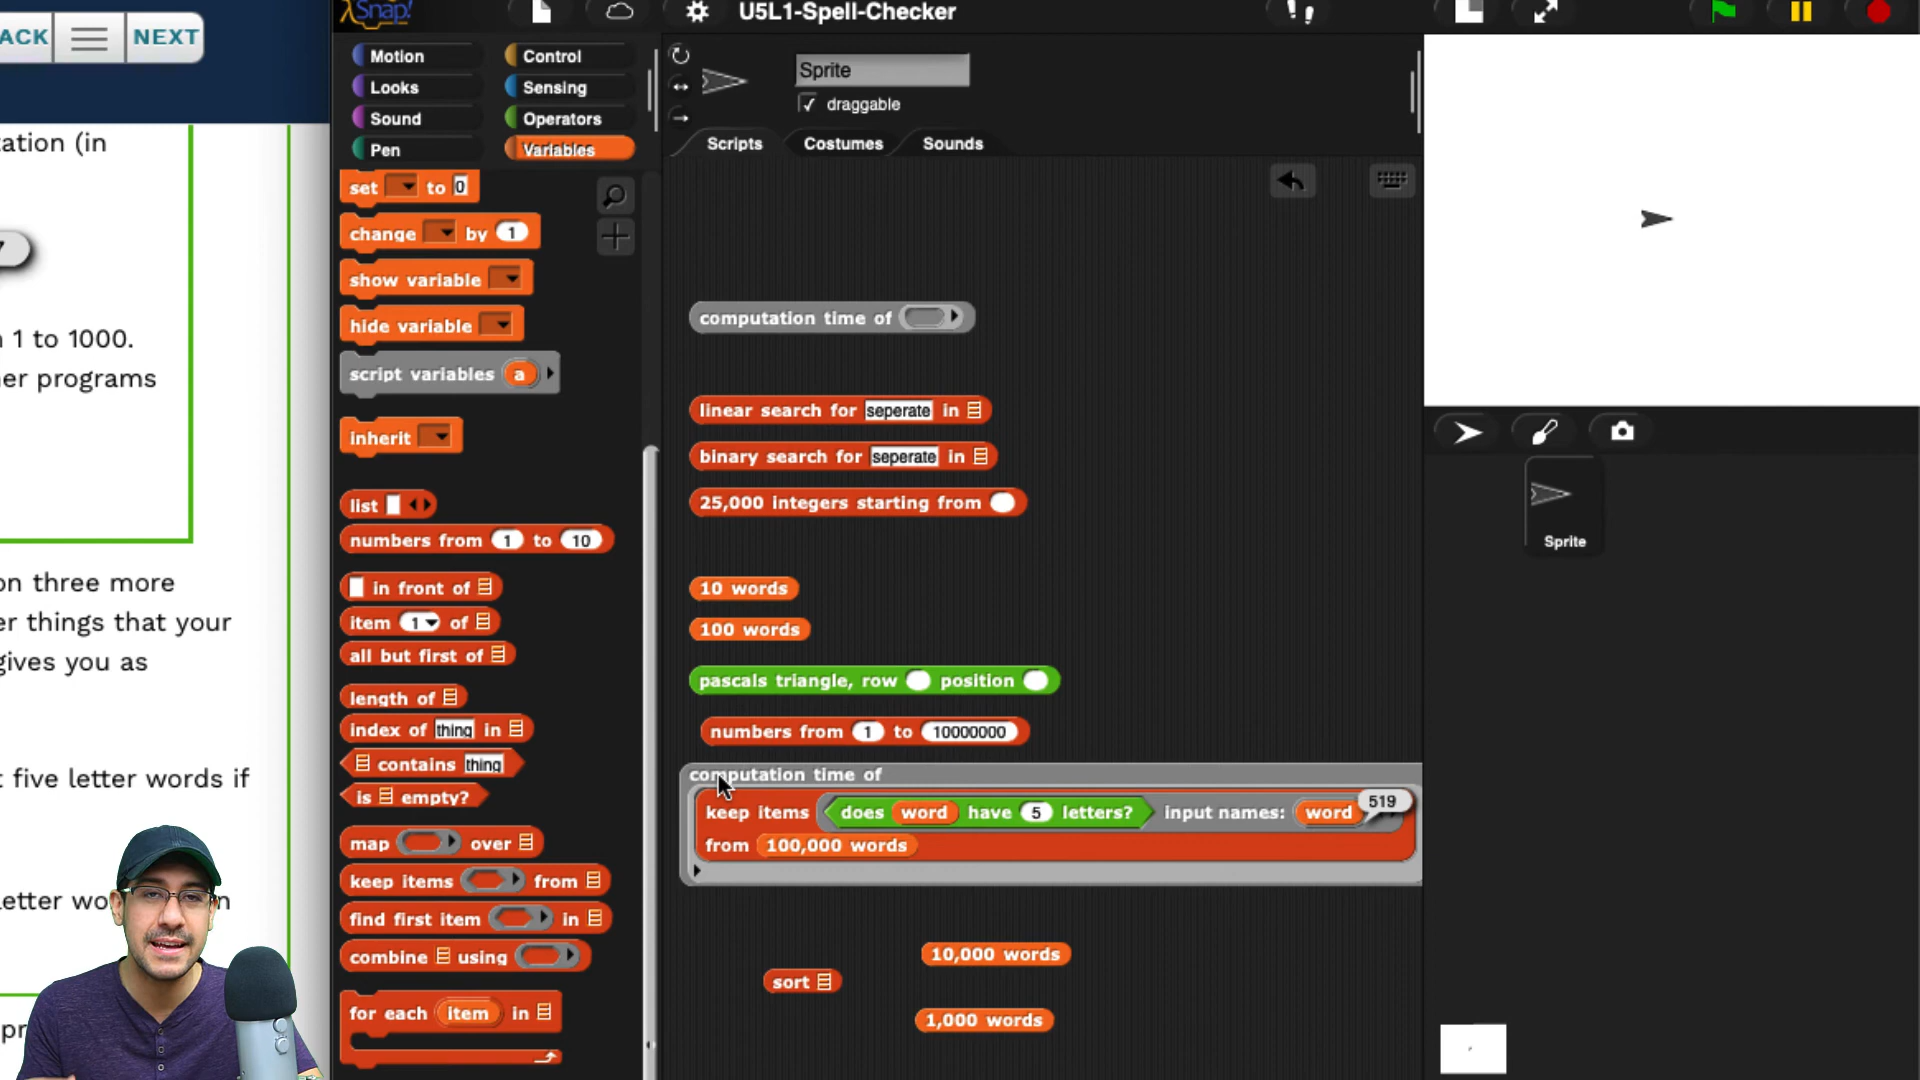 ACK
NEXT
ation (in
n 1 to 1000.
er programs
on three more
er things that your
gives you as
t five letter words if
etter wo
n
pr
Snap!
U5L1-Spell-Checker
Motion
Control
Looks
Sensing
Sound
Operators
Pen
Variables
set to 0
change by 1
show variable
hide variable
script variables a
inherit
list
numbers from 1 to 10
in front of
item 1 of
all but first of
length of
index of thing in
contains thing
is empty?
map over
keep items from
find first item in
combine using
for each item in
Sprite
draggable
Scripts
Costumes
Sounds
computation time of
linear search for seperate in
binary search for seperate in
25,000 integers starting from
10 words
100 words
pascals triangle, row position
numbers from 1 to 10000000
computation time of
keep items does word have 5 letters? input names: word
519
from 100,000 words
10,000 words
sort
1,000 words
Sprite